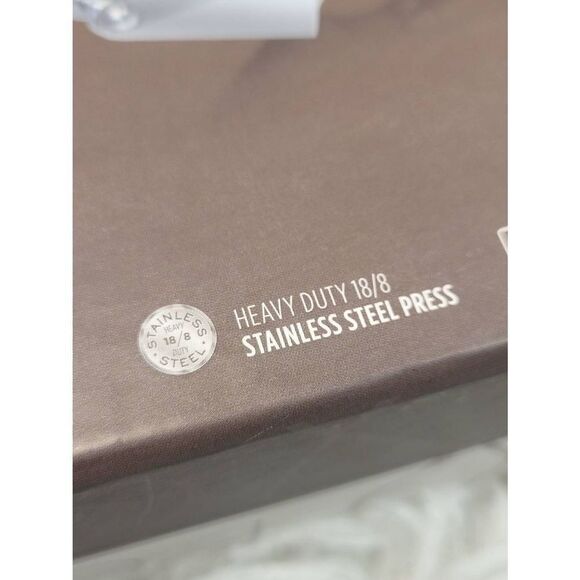 STAINLESS
HEAVY
18/8
DUTY
STEEL
HEAVY DUTY 18/8
STAINLESS STEEL PRESS